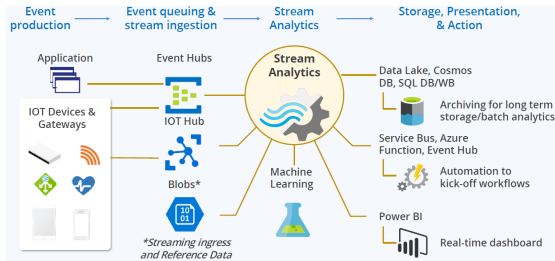 Event
production
Event queuing &
stream ingestion
Stream
Analytics
Storage, Presentation,
& Action
Application
IOT Devices &
Gateways
Event Hubs
IOT Hub
Blobs*
10
01
*Streaming ingress
and Reference Data
Stream
Analytics
Machine
Learning
Data Lake, Cosmos
DB, SQL DB/WB
Archiving for long term
storage/batch analytics
Service Bus, Azure
Function, Event Hub
Automation to
kick-off workflows
Power BI
Real-time dashboard